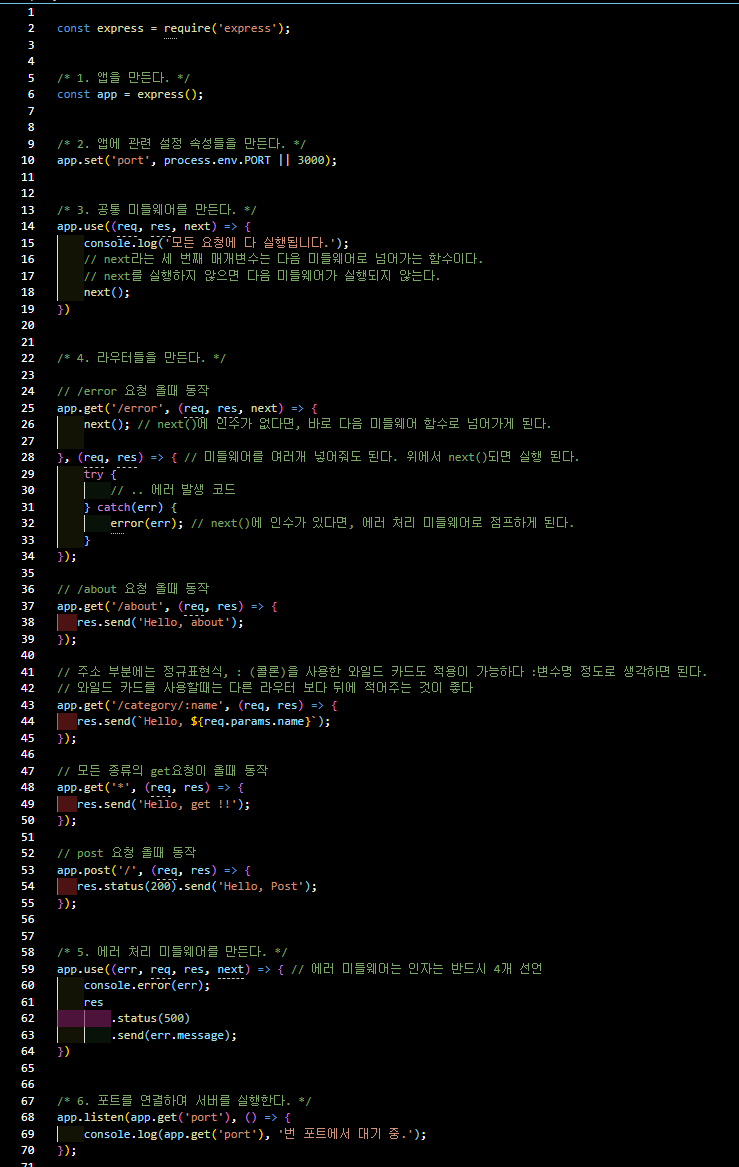 1
2 const express = require('express');
3
4
5 /* 1. 앱을 만든다. */
6 const app = express();
7
8
9 /* 2. 앱에 관련 설정 속성들을 만든다. */
10 app.set('port', process.env.PORT || 3000);
11
12
13 /* 3. 공통 미들웨어를 만든다. */
14 app.use((req, res, next) => {
15 console.log('모든 요청에 다 실행됩니다.');
16 // next라는 세 번째 매개변수는 다음 미들웨어로 넘어가는 함수이다.
17 // next를 실행하지 않으면 다음 미들웨어가 실행되지 않는다.
18 next();
19 })
20
21
22 /* 4. 라우터들을 만든다. */
23
24 // /error 요청 올때 동작
25 app.get('/error', (req, res, next) => {
26 next(); // next()에 인수가 없다면, 바로 다음 미들웨어 함수로 넘어가게 된다.
27
28 }, (req, res) => { // 미들웨어를 여러개 넣어줘도 된다. 위에서 next()되면 실행 된다.
29 try {
30 // .. 에러 발생 코드
31 } catch(err) {
32 error(err); // next()에 인수가 있다면, 에러 처리 미들웨어로 점프하게 된다.
33 }
34 });
35
36 // /about 요청 올때 동작
37 app.get('/about', (req, res) => {
38 res.send('Hello, about');
39 });
40
41 // 주소 부분에는 정규표현식, : (콜론)을 사용한 와일드 카드도 적용이 가능하다 :변수명 정도로 생각하면 된다.
42 // 와일드 카드를 사용할때는 다른 라우터 보다 뒤에 적어주는 것이 좋다
43 app.get('/category/:name', (req, res) => {
44 res.send(`Hello, ${req.params.name}`);
45 });
46
47 // 모든 종류의 get요청이 올때 동작
48 app.get('*', (req, res) => {
49 res.send('Hello, get !!');
50 });
51
52 // post 요청 올때 동작
53 app.post('/', (req, res) => {
54 res.status(200).send('Hello, Post');
55 });
56
57
58 /* 5. 에러 처리 미들웨어를 만든다. */
59 app.use((err, req, res, next) => { // 에러 미들웨어는 인자는 반드시 4개 선언
60 console.error(err);
61 res
62 .status(500)
63 .send(err.message);
64 })
65
66
67 /* 6. 포트를 연결하여 서버를 실행한다. */
68 app.listen(app.get('port'), () => {
69 console.log(app.get('port'), '번 포트에서 대기 중.');
70 });
71